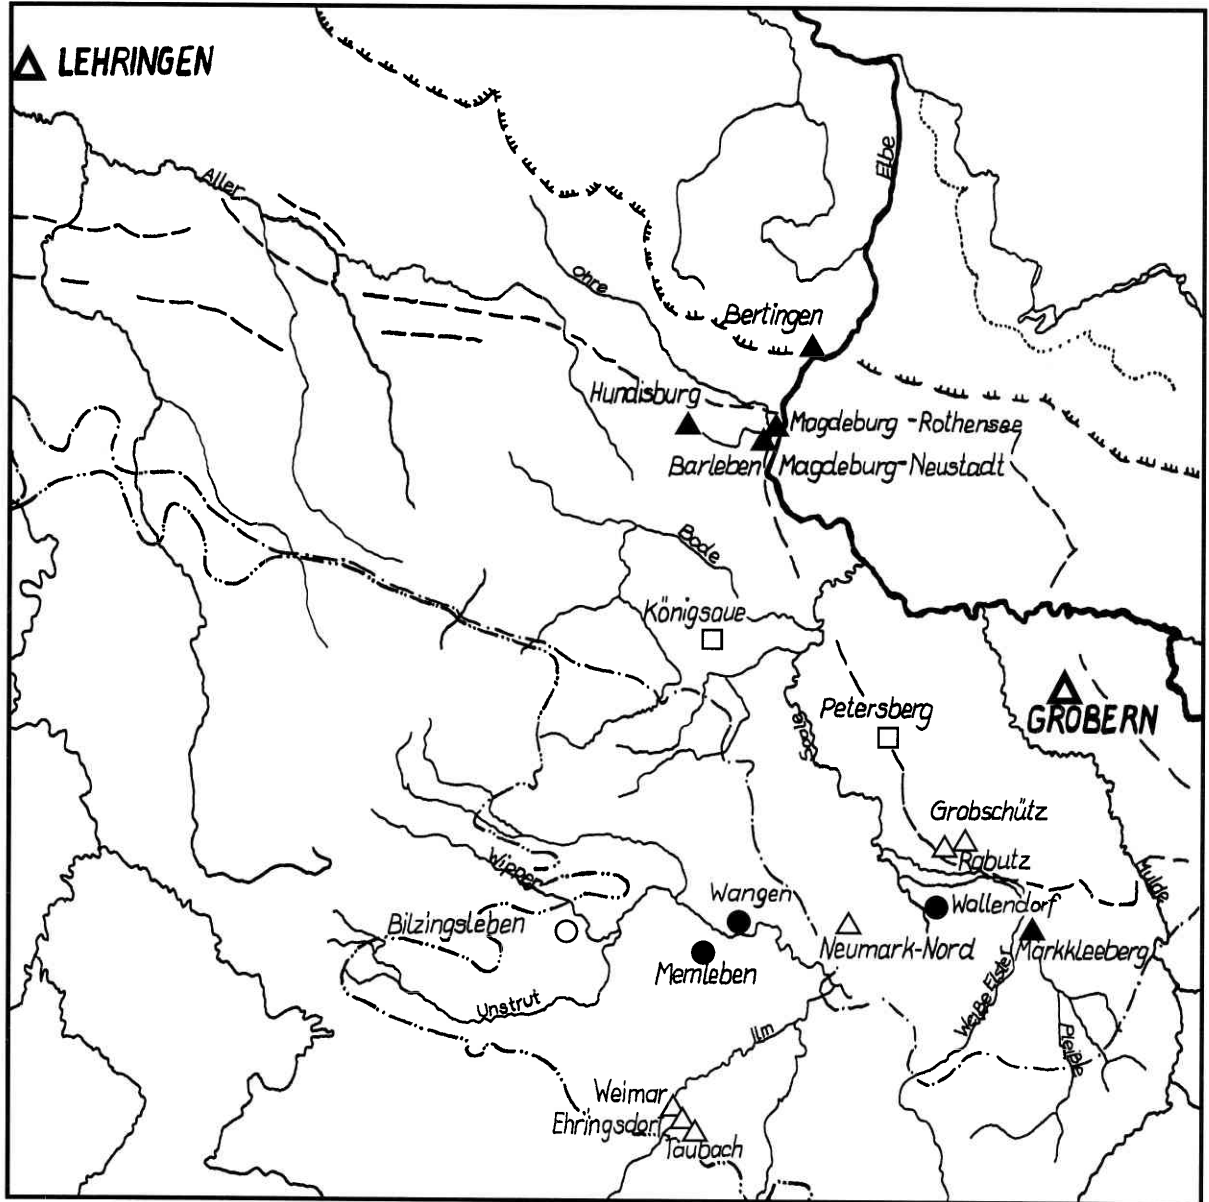 LEHRINGEN
Aller
Elbe
Ohre
Bertingen
Hundisburg
Magdeburg-Rothensee
Barleben
Magdeburg-Neustadt
Bode
Königsaue
GRÖBERN
Petersberg
Saale
Grobschütz
Rabutz
Mulde
Wipper
Wangen
Wallendorf
Bilzingsleben
Neumark-Nord
Markkleeberg
Memleben
Unstrut
Weiße Elster
Ilm
Pleiße
Weimar
Ehringsdorf
Taubach